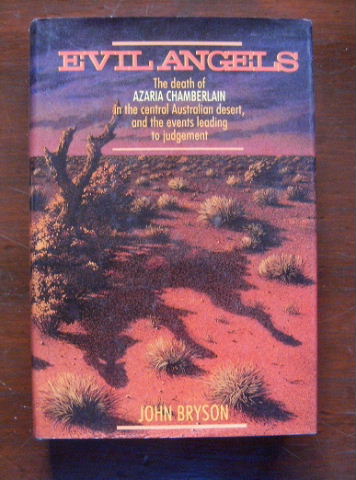 EVIL ANGELS
The death of
AZARIA CHAMBERLAIN
in the central Australian desert,
and the events leading
to judgement
JOHN BRYSON